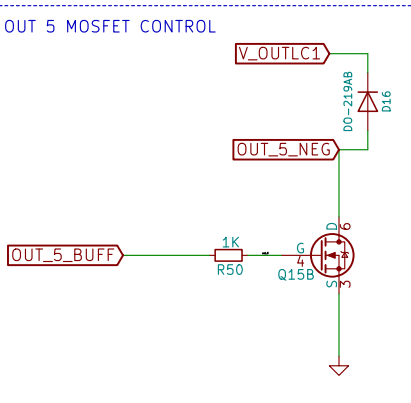 OUT 5 MOSFET CONTROL
V_OUTLC1
DO-219AB
D16
OUT_5_NEG
D
6
1K
G
4
OUT_5_BUFF
R50
Q15B
S
3